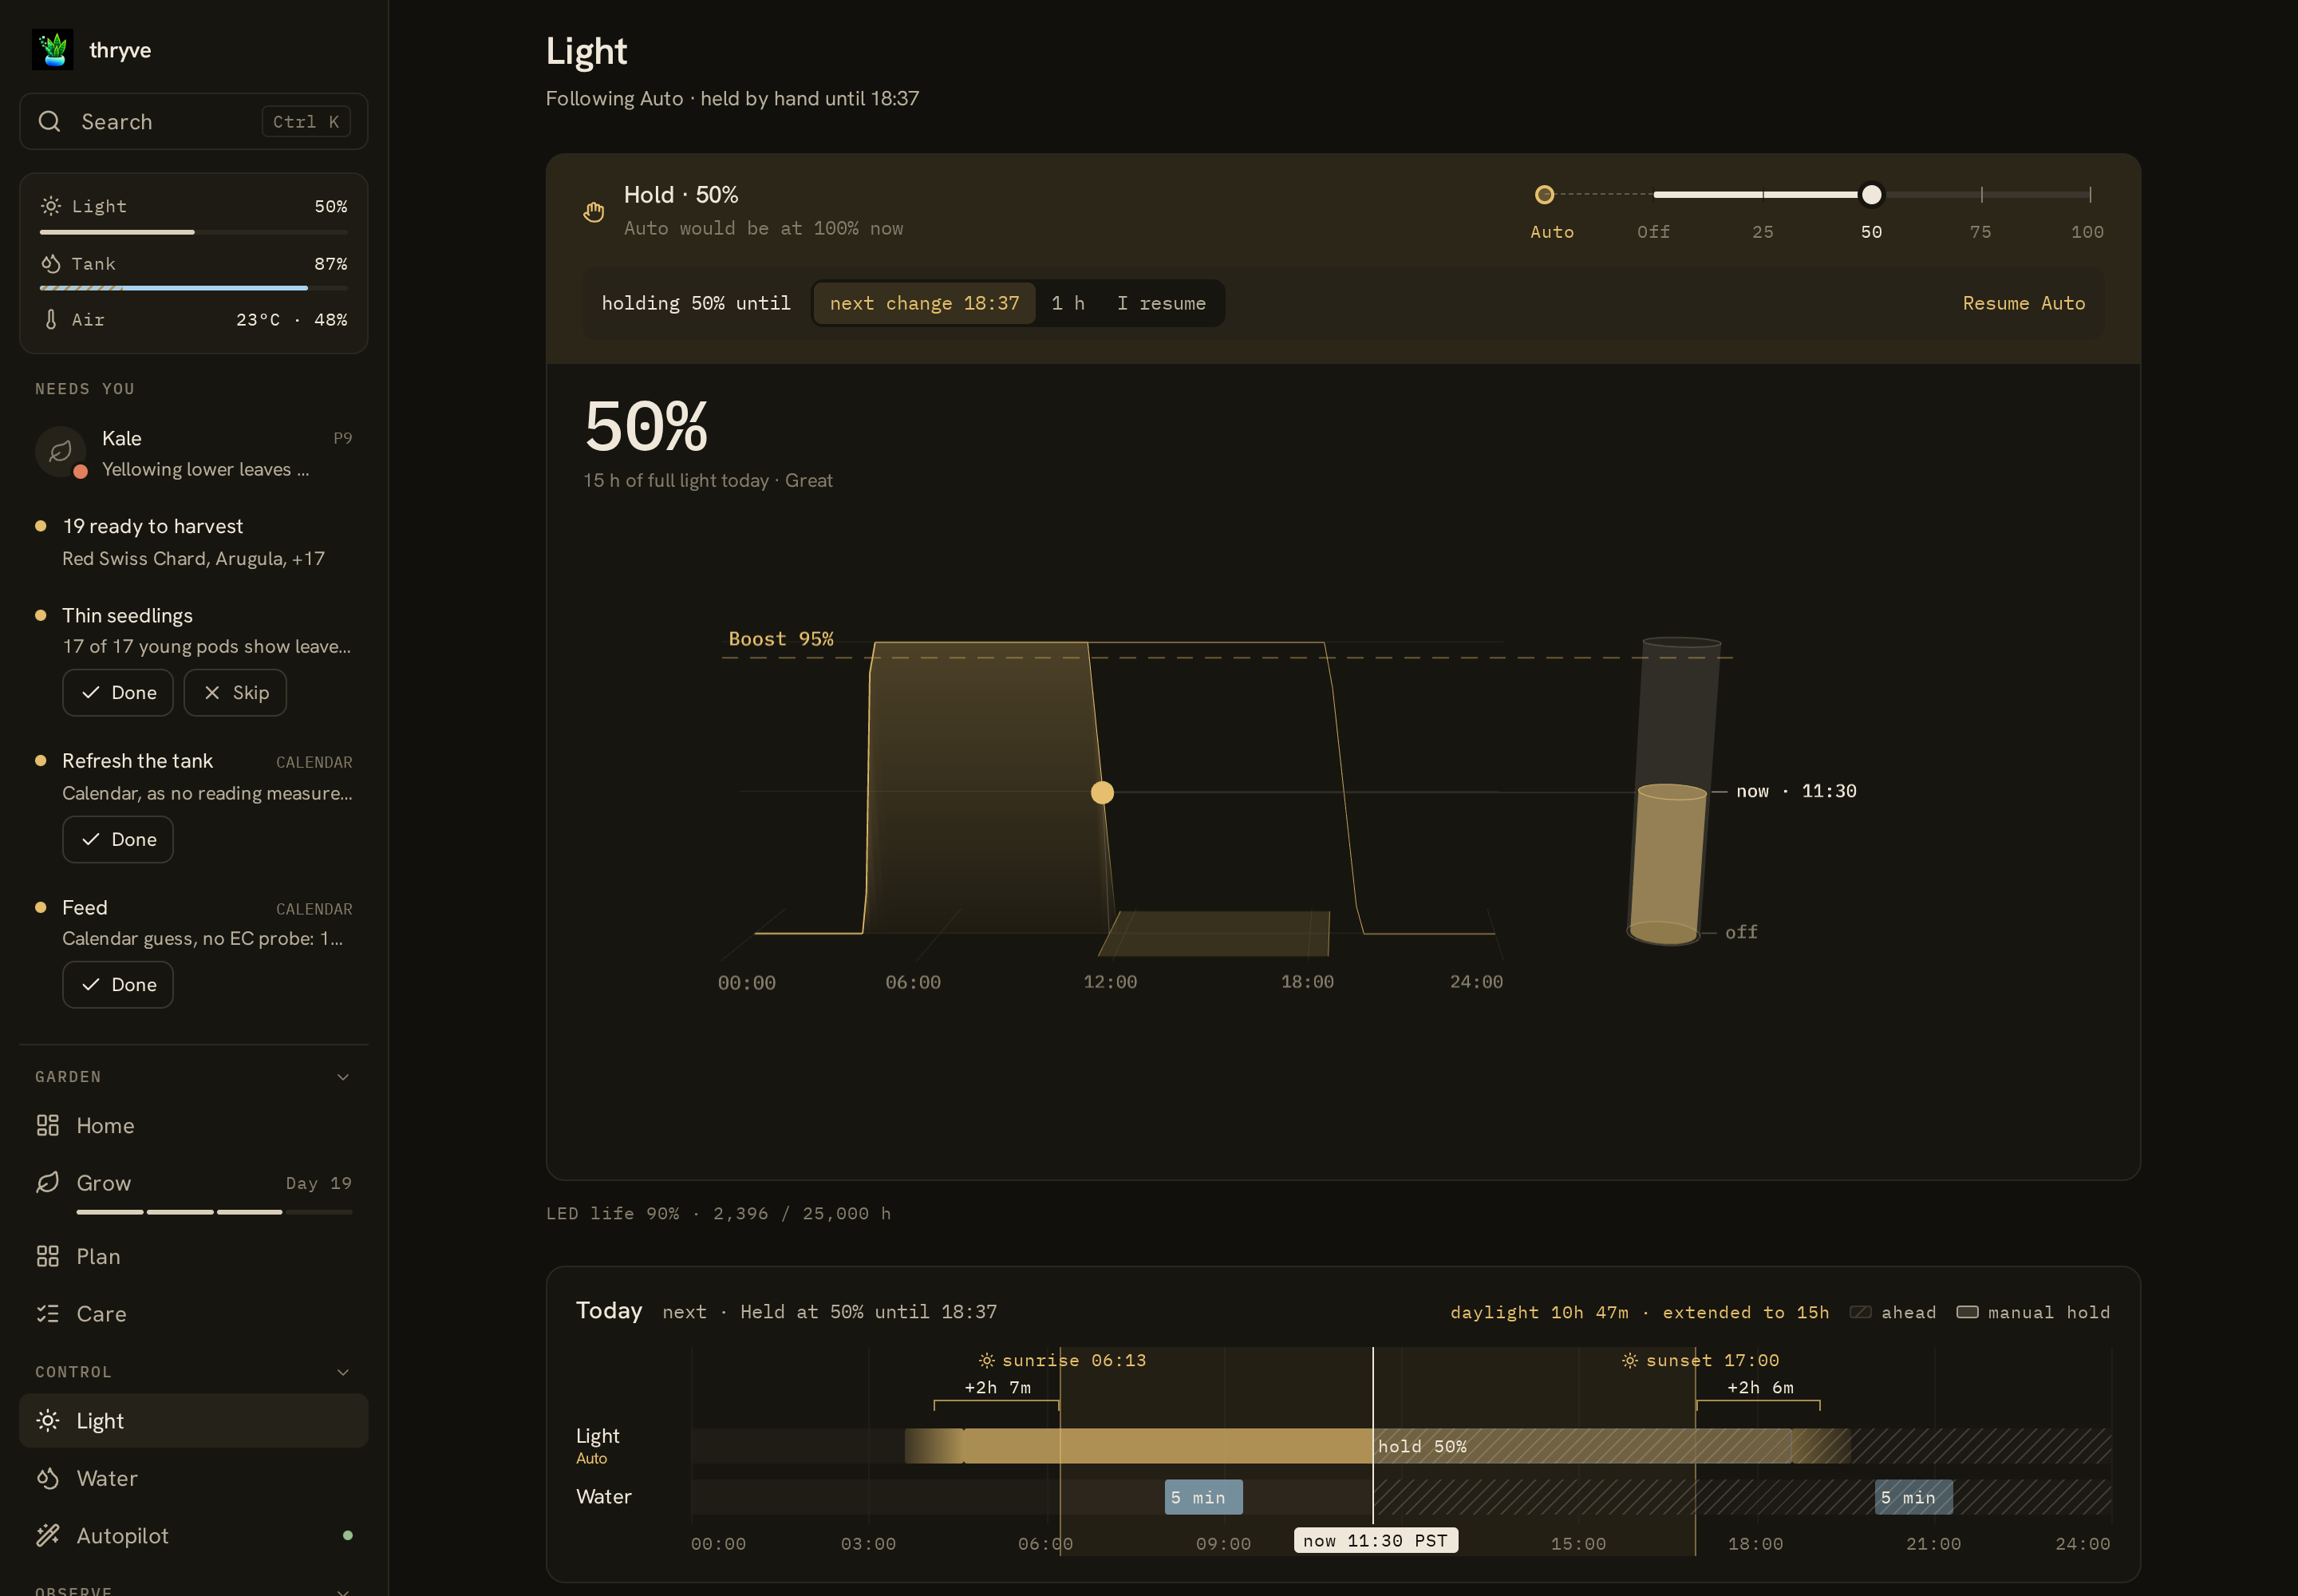 thryve
Search Ctrl K
Light 50%
Tank 87%
Air 23°C · 48%
NEEDS YOU
Kale P9
Yellowing lower leaves ...
19 ready to harvest
Red Swiss Chard, Arugula, +17
Thin seedlings
17 of 17 young pods show leave...
Done Skip
Refresh the tank CALENDAR
Calendar, as no reading measure...
Done
Feed CALENDAR
Calendar guess, no EC probe: 1...
Done
GARDEN
Home
Grow Day 19
Plan
Care
CONTROL
Light
Water
Autopilot
OBSERVE
Light
Following Auto · held by hand until 18:37
Hold · 50%
Auto would be at 100% now
Auto Off 25 50 75 100
holding 50% until next change 18:37 1 h I resume Resume Auto
50%
15 h of full light today · Great
Boost 95%
now · 11:30
off
00:00 06:00 12:00 18:00 24:00
LED life 90% · 2,396 / 25,000 h
Today next · Held at 50% until 18:37 daylight 10h 47m · extended to 15h ahead manual hold
sunrise 06:13 sunset 17:00
+2h 7m +2h 6m
Light hold 50%
Auto
Water 5 min 5 min
00:00 03:00 06:00 09:00 now 11:30 PST 15:00 18:00 21:00 24:00